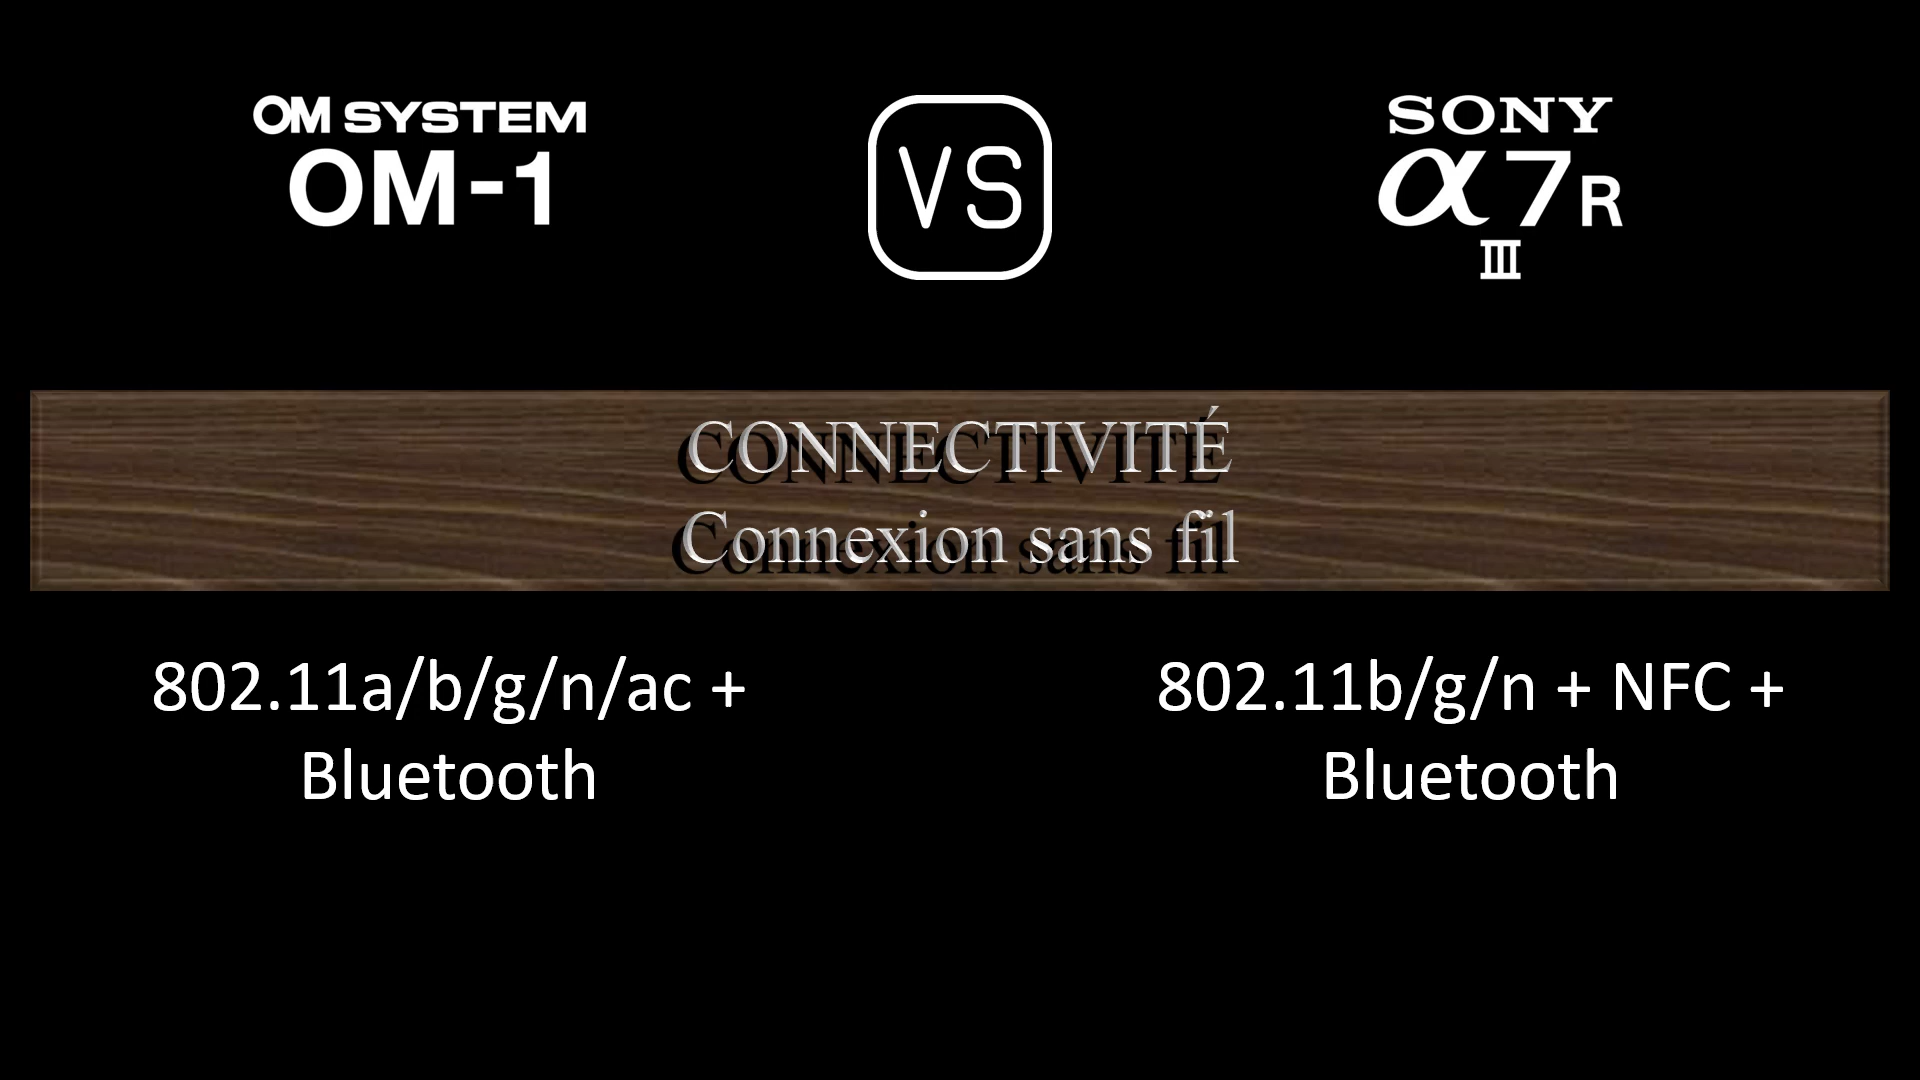 OM SYSTEM
OM-1
VS
SONY
α7R
III
CONNECTIVITÉ
Connexion sans fil
802.11a/b/g/n/ac +
Bluetooth
802.11b/g/n + NFC +
Bluetooth